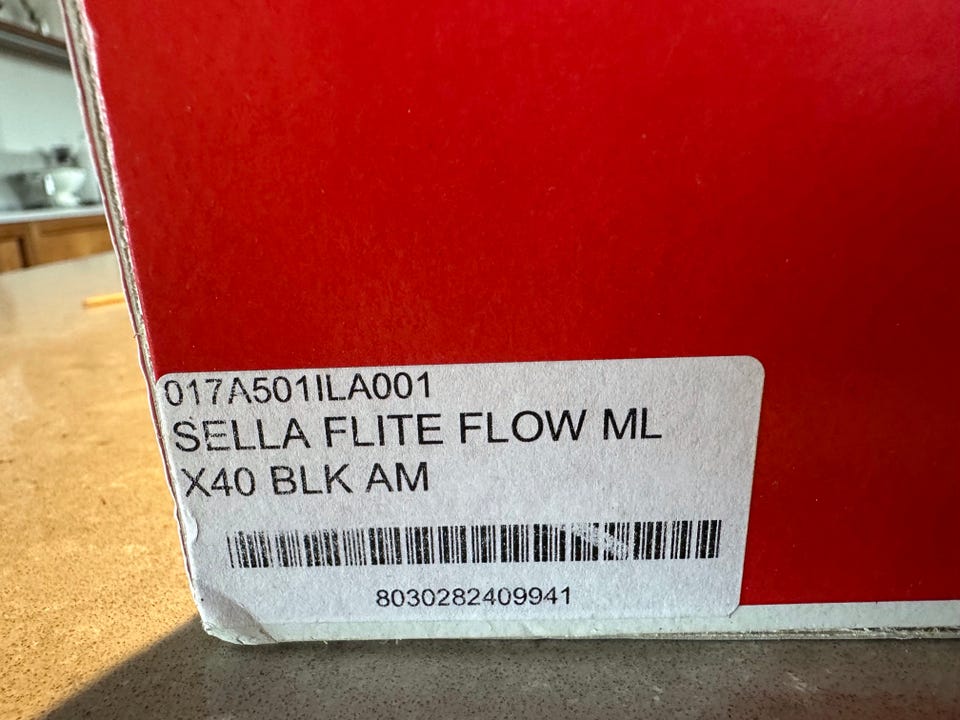 017A501ILA001
SELLA FLITE FLOW ML
X40 BLK AM
8030282409941